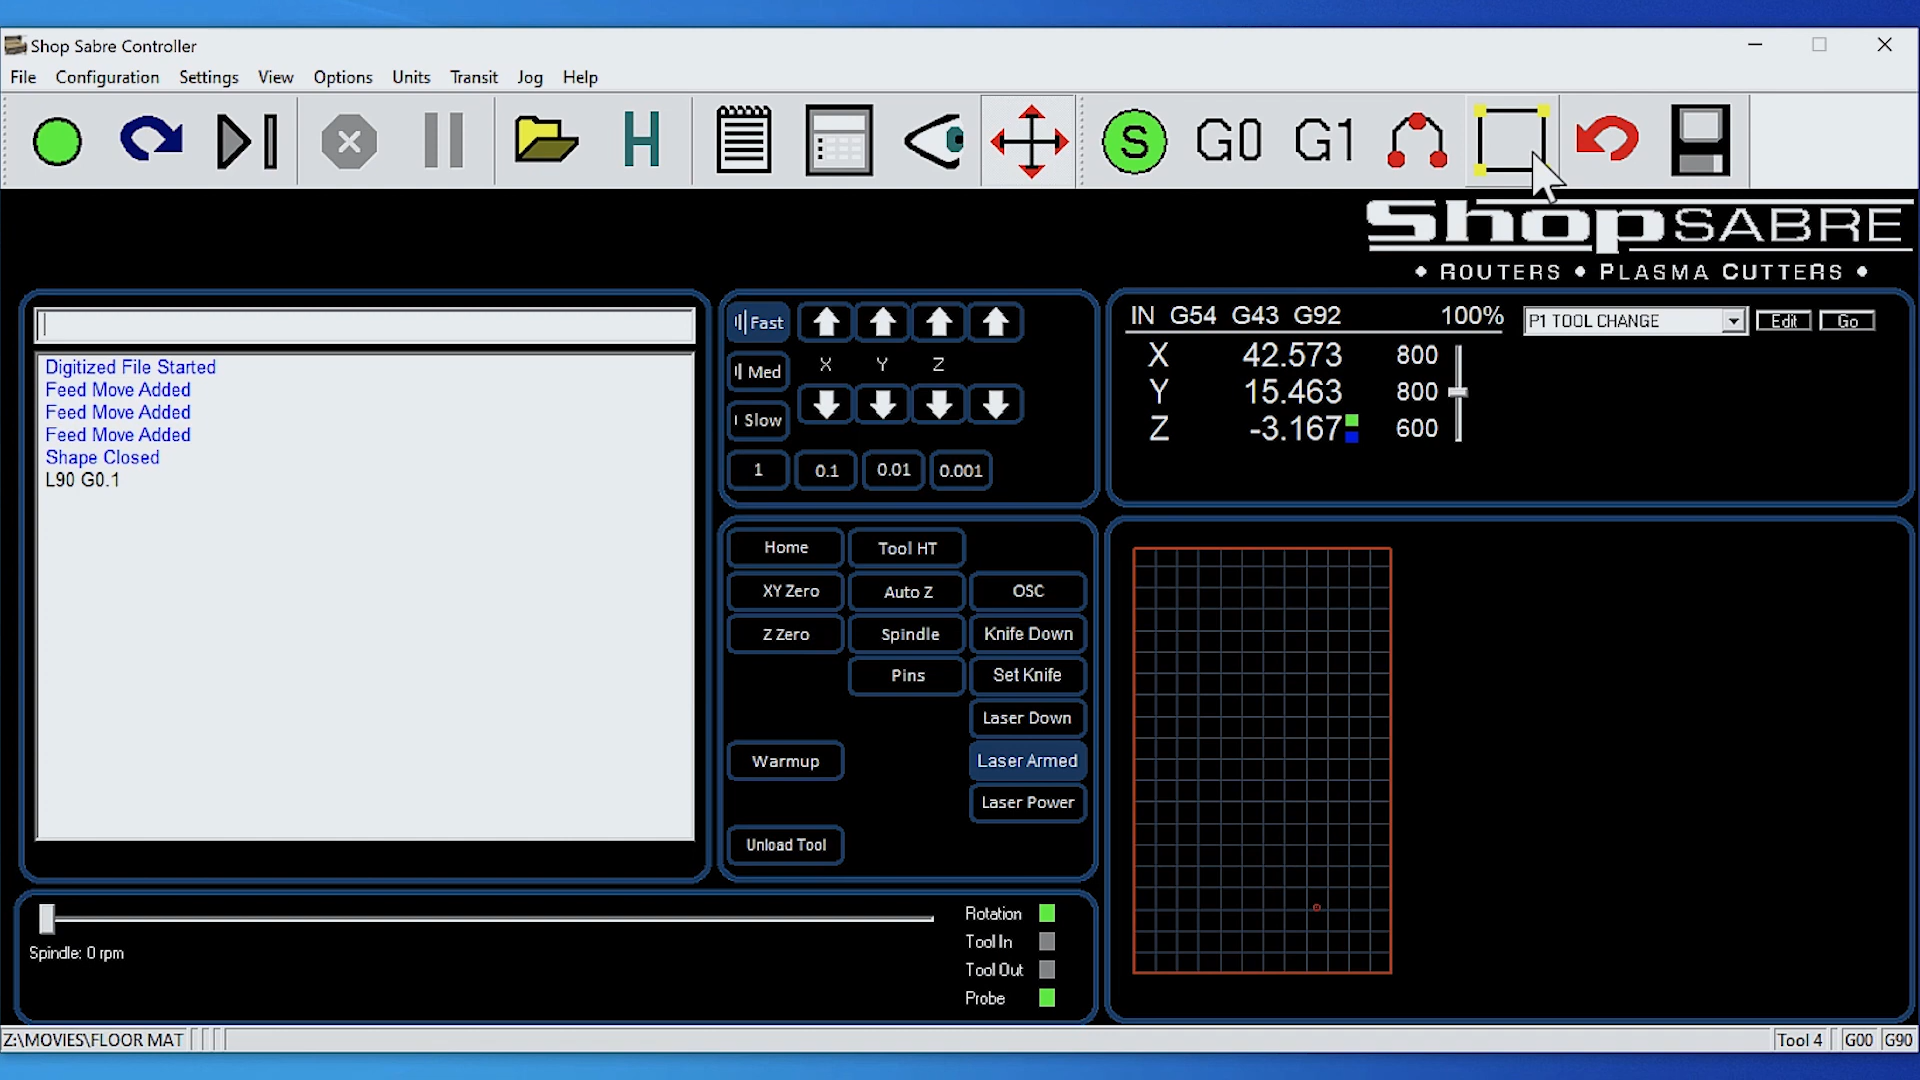 Shop Sabre Controller
File Configuration Settings View Options Units Transit Jog Help
H S G0 G1
ShopSABRE
• ROUTERS • PLASMA CUTTERS •
Digitized File Started
Feed Move Added
Feed Move Added
Feed Move Added
Shape Closed
L90 G0.1
Fast
Med
Slow
X Y Z
1 0.1 0.01 0.001
IN G54 G43 G92 100%
X 42.573 800
Y 15.463 800
Z -3.167 600
P1 TOOL CHANGE Edit Go
Home Tool HT
XY Zero Auto Z OSC
Z Zero Spindle Knife Down
Pins Set Knife
Laser Down
Warmup Laser Armed
Laser Power
Unload Tool
Spindle: 0 rpm
Rotation
Tool In
Tool Out
Probe
Z:\MOVIES\FLOOR MAT Tool 4 G00 G90